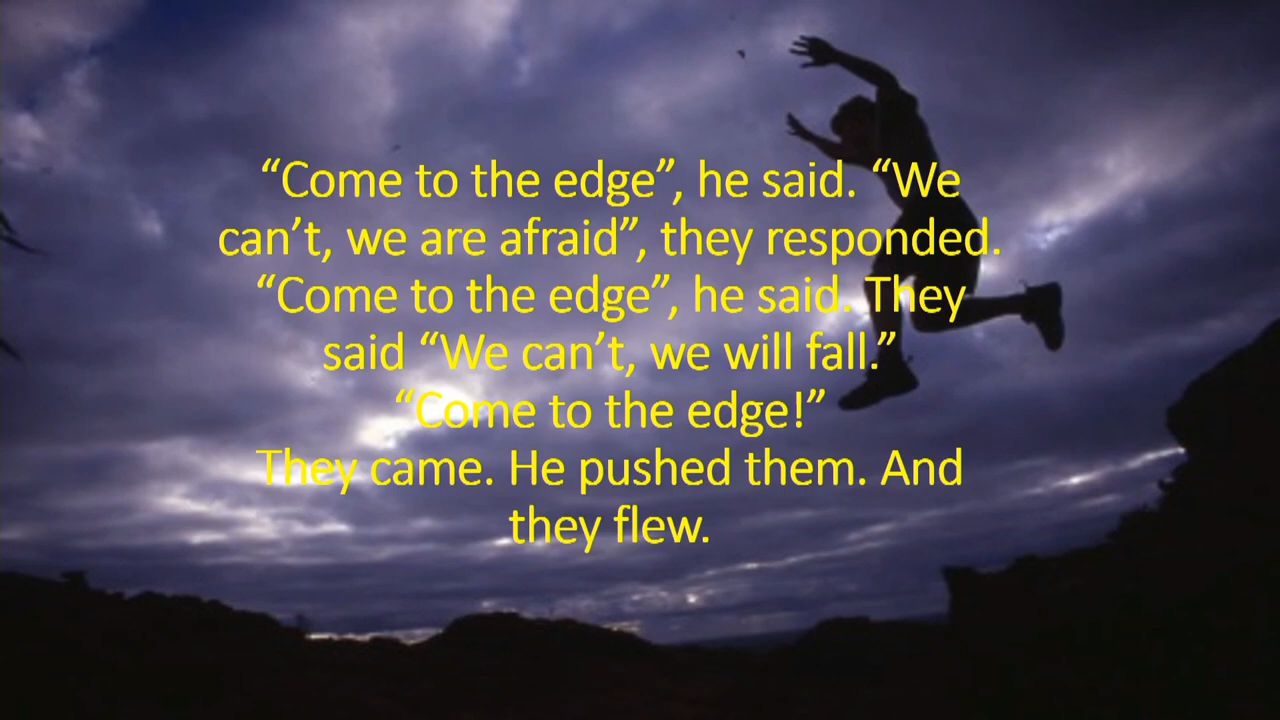 “Come to the edge”, he said. “We
can’t, we are afraid”, they responded.
“Come to the edge”, he said. They
said “We can’t, we will fall.”
“Come to the edge!”
They came. He pushed them. And
they flew.